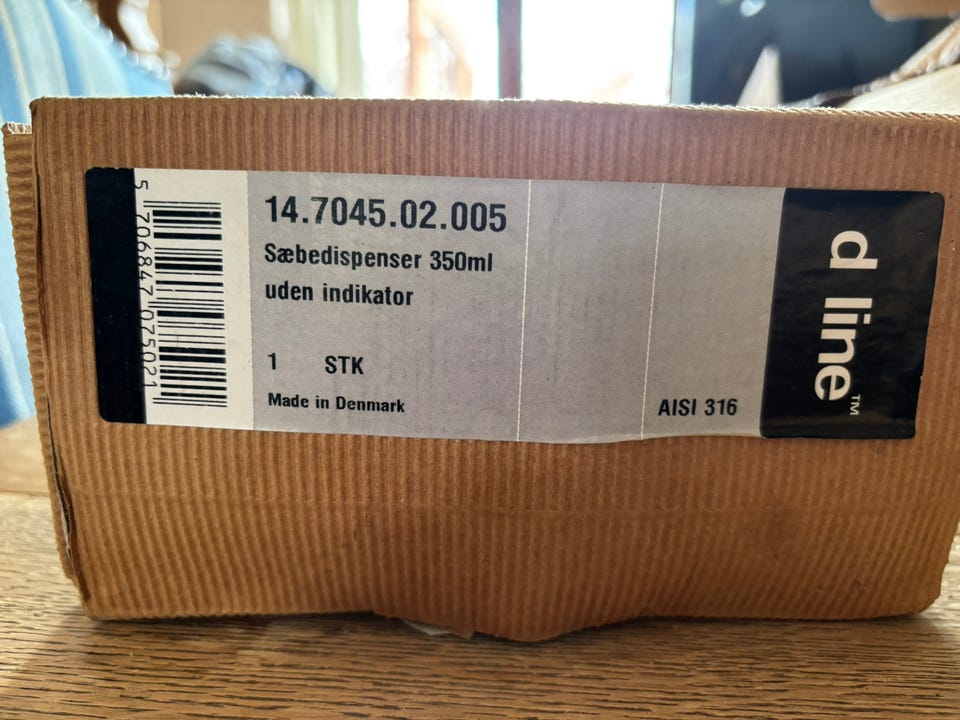 5 706847 075021
14.7045.02.005
Sæbedispenser 350ml
uden indikator
1 STK
Made in Denmark
AISI 316
d line™